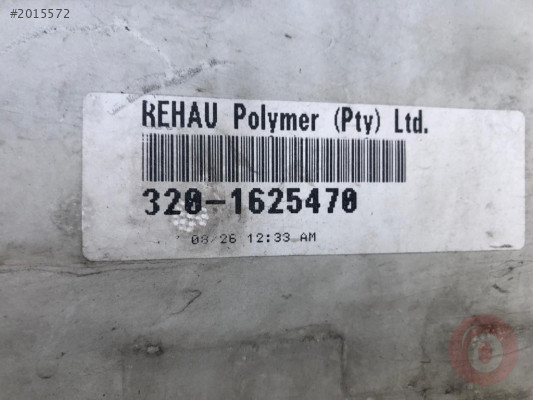 #2015572
REHAU Polymer (Pty) Ltd.
320-1625470
08/26 12:33 AM